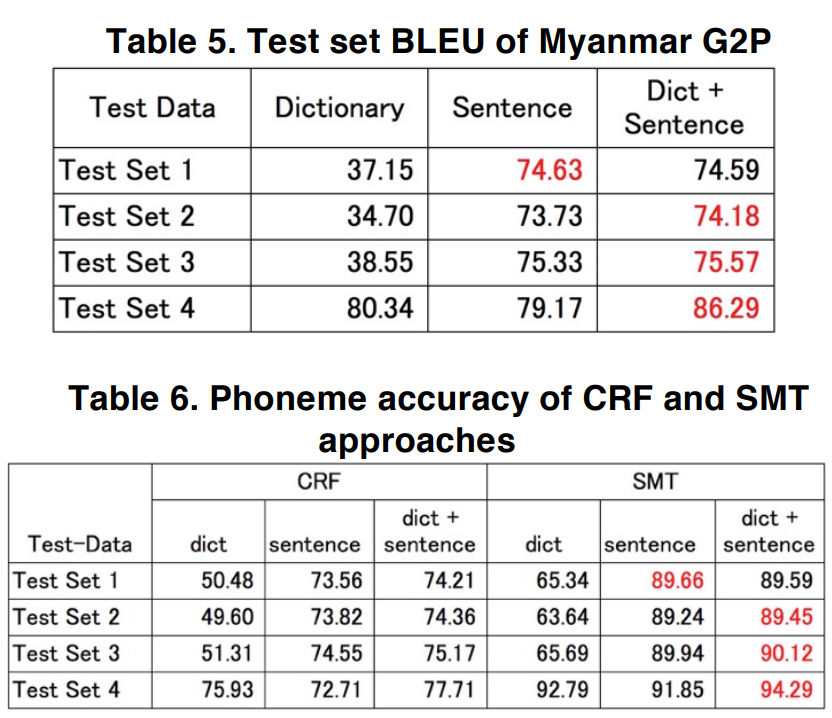 Table 5. Test set BLEU of Myanmar G2P
Test Data Dictionary Sentence Dict + Sentence
Test Set 1 37.15 74.63 74.59
Test Set 2 34.70 73.73 74.18
Test Set 3 38.55 75.33 75.57
Test Set 4 80.34 79.17 86.29
Table 6. Phoneme accuracy of CRF and SMT
approaches
CRF SMT
Test-Data dict sentence dict + sentence dict sentence dict + sentence
Test Set 1 50.48 73.56 74.21 65.34 89.66 89.59
Test Set 2 49.60 73.82 74.36 63.64 89.24 89.45
Test Set 3 51.31 74.55 75.17 65.69 89.94 90.12
Test Set 4 75.93 72.71 77.71 92.79 91.85 94.29